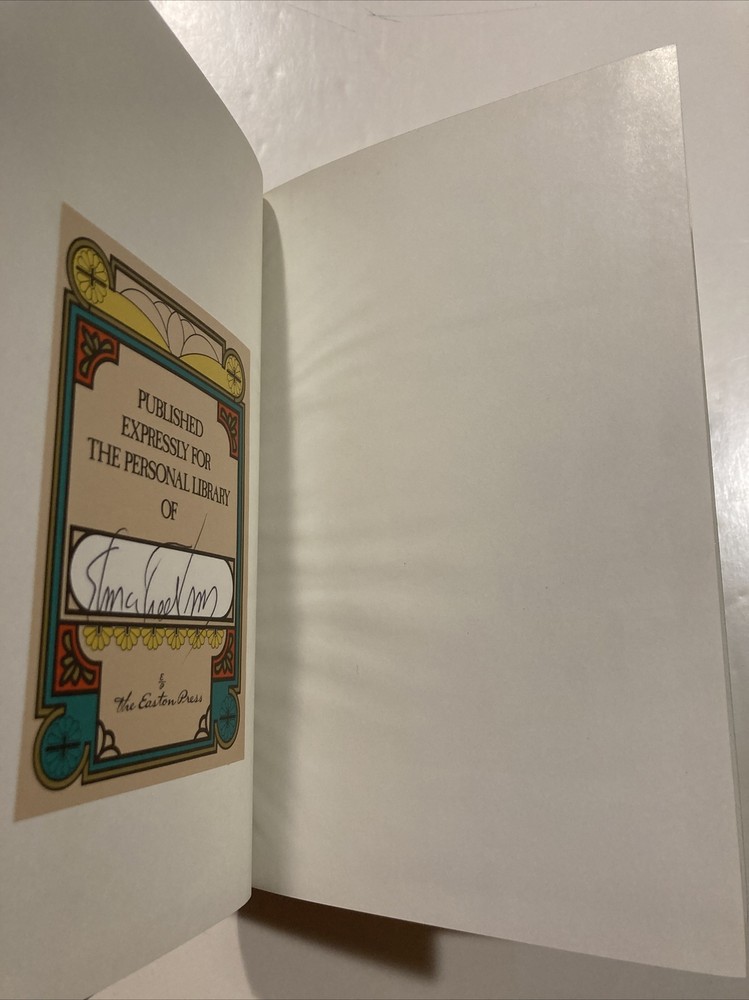 PUBLISHED
EXPRESSLY FOR
THE PERSONAL LIBRARY
OF
The Easton Press